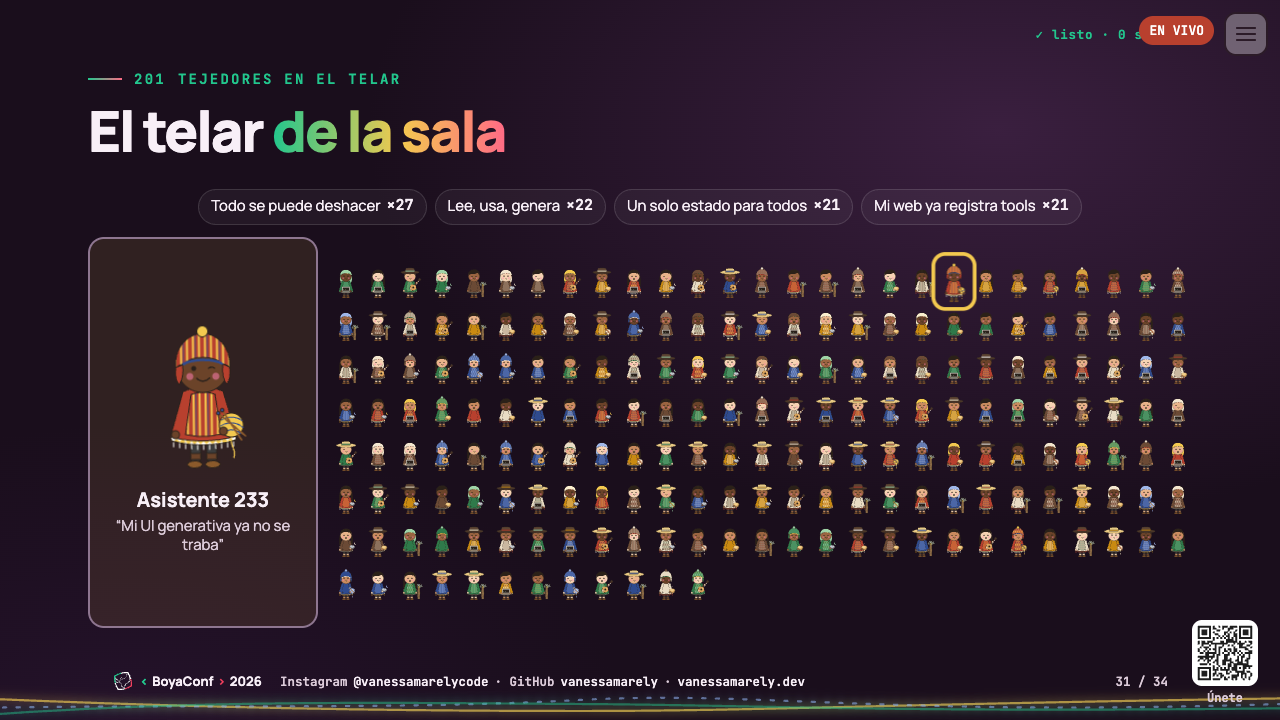 ✓ listo · 0 s
EN VIVO
201 TEJEDORES EN EL TELAR
El telar de la sala
Todo se puede deshacer ×27
Lee, usa, genera ×22
Un solo estado para todos ×21
Mi web ya registra tools ×21
Asistente 233
“Mi UI generativa ya no se
traba”
‹ BoyaConf › 2026 Instagram @vanessamarelycode · GitHub vanessamarely · vanessamarely.dev
31 / 34
Únete